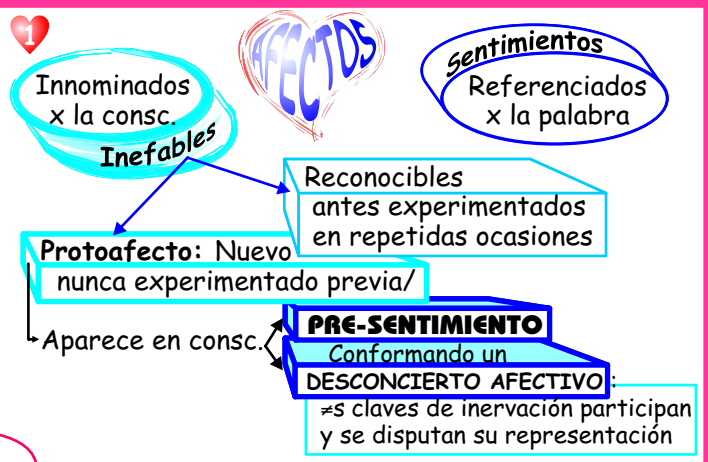 1
AFECTOS
Innominados
x la consc.
Inefables
Sentimientos
Referenciados
x la palabra
Reconocibles
antes experimentados
en repetidas ocasiones
Protoafecto: Nuevo
nunca experimentado previa/
Aparece en consc.
PRE-SENTIMIENTO
Conformando un
DESCONCIERTO AFECTIVO:
≠s claves de inervación participan
y se disputan su representación